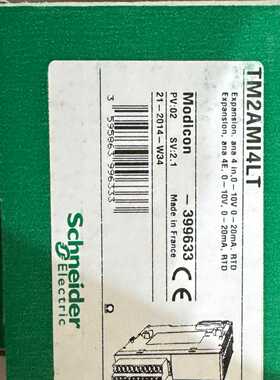 TM2AMI4LT
Expansion, ana 4 in, 0-10V 0-20mA, RTD
Expansion, ana 4E, 0-10V, 0-20mA, RTD
Modicon - 399633
PV:02 SV:2.1 Made in France
21-2014-W34
CE
3 595863 996333
Schneider
Electric